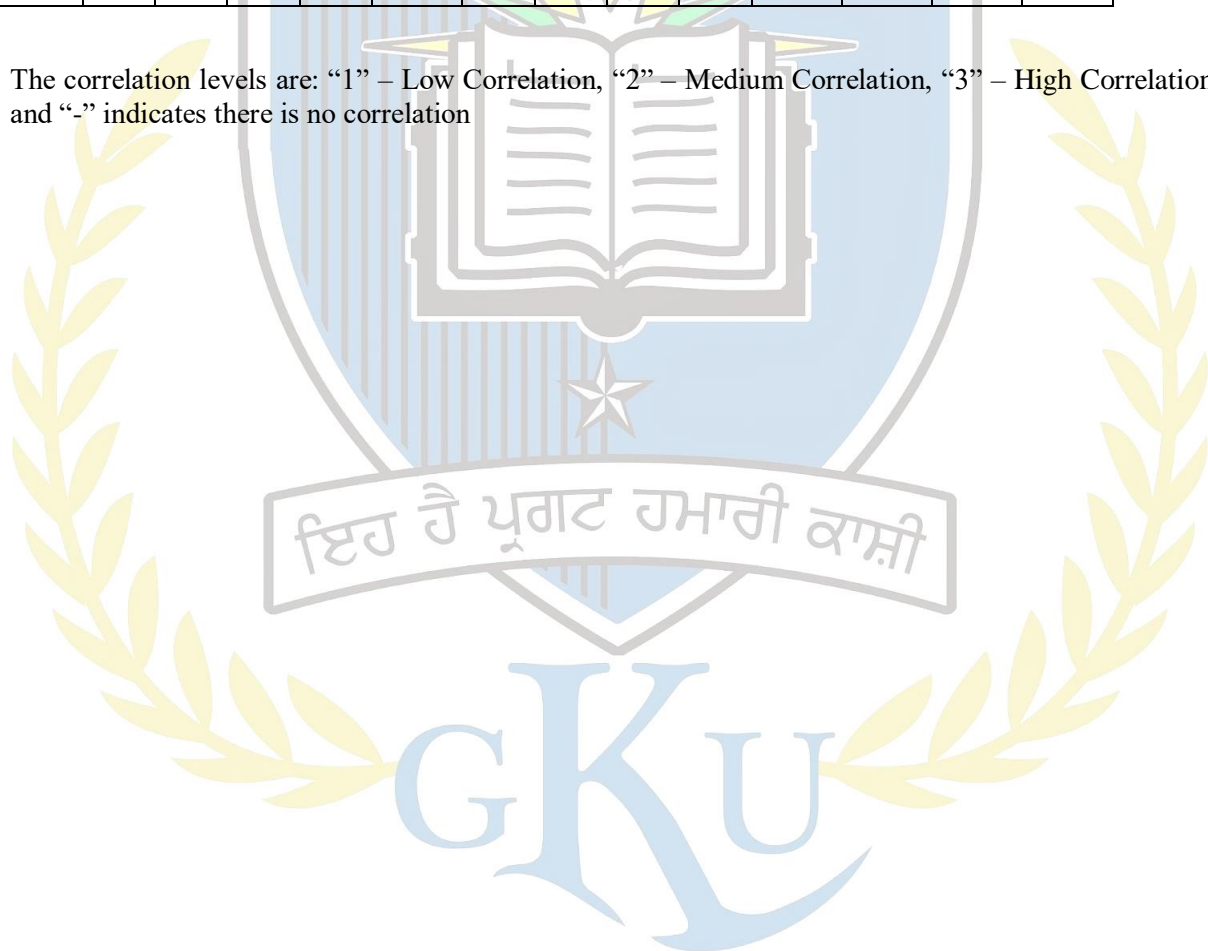 The correlation levels are: “1” – Low Correlation, “2” – Medium Correlation, “3” – High Correlation
and “-” indicates there is no correlation
ਇਹ ਹੈ ਪ੍ਰਗਟ ਹਮਾਰੀ ਕਾਸ਼ੀ
GKU